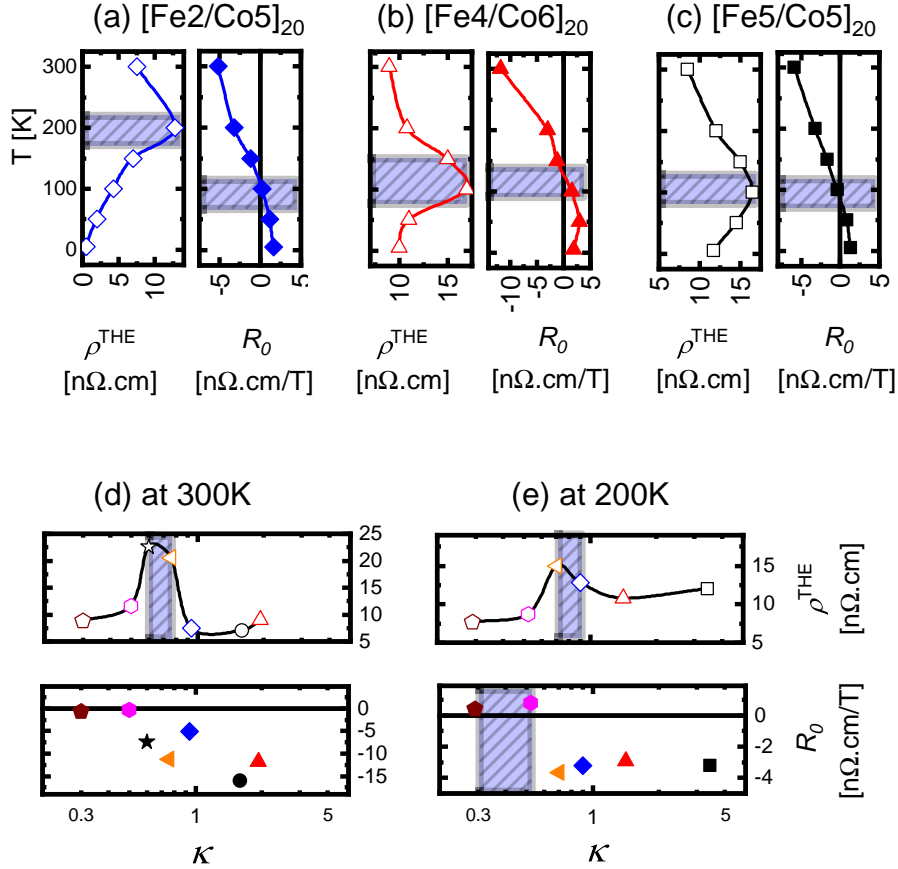 (a) [Fe2/Co5]20
(b) [Fe4/Co6]20
(c) [Fe5/Co5]20
T [K]
300
200
100
0
0 5 10
-5 0 5
10 15
-10 -5 0 5
5 10 15
-5 0 5
ρTHE
[nΩ.cm]
R0
[nΩ.cm/T]
ρTHE
[nΩ.cm]
R0
[nΩ.cm/T]
ρTHE
[nΩ.cm]
R0
[nΩ.cm/T]
(d) at 300K
25
20
15
10
5
0
-5
-10
-15
0.3 1 5
κ
(e) at 200K
15
10
5
ρTHE
[nΩ.cm]
0
-2
-4
R0
[nΩ.cm/T]
0.3 1 5
κ